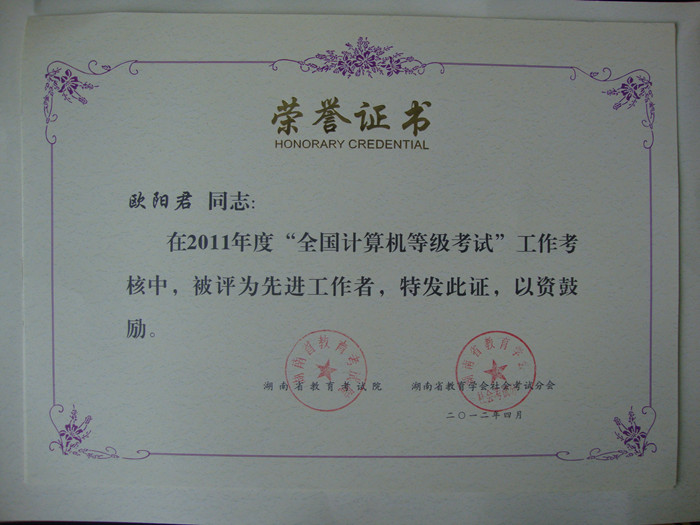 荣誉证书
HONORARY CREDENTIAL
欧阳君 同志：
在2011年度“全国计算机等级考试”工作考
核中，被评为先进工作者，特发此证，以资鼓
励。
湖南省教育考试院
湖南省教育学会社会考试分会
二〇一二年四月